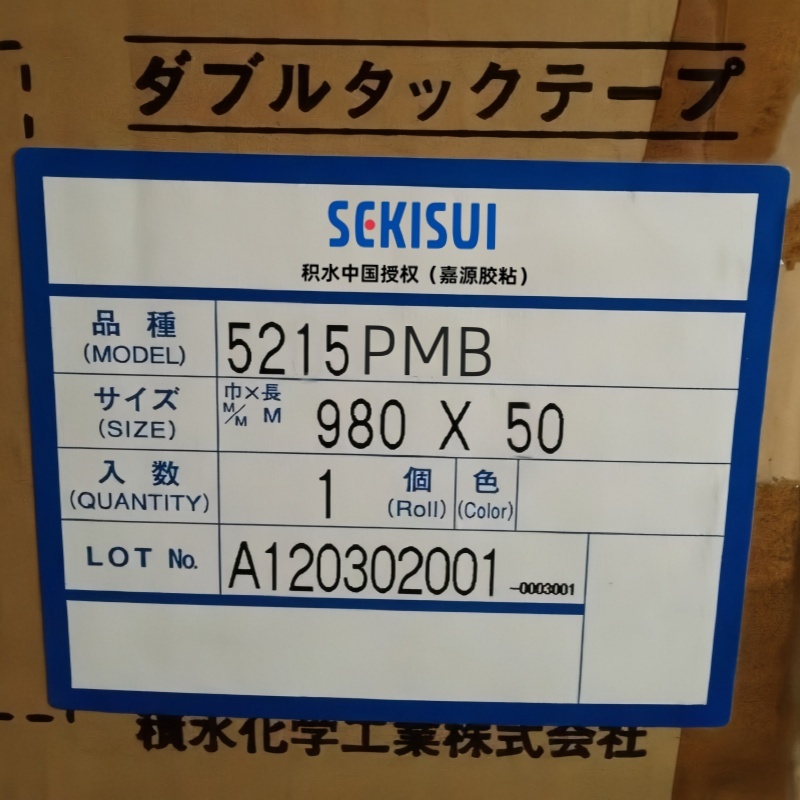 ダブルタックテープ
SEKISUI
积水中国授权（嘉源胶粘）
品種 (MODEL) 5215PMB
サイズ (SIZE) 巾×長 M/M M 980 X 50
入数 (QUANTITY) 1 個 (Roll) 色 (Color)
LOT No. A120302001 -0003001
積水化学工業株式会社